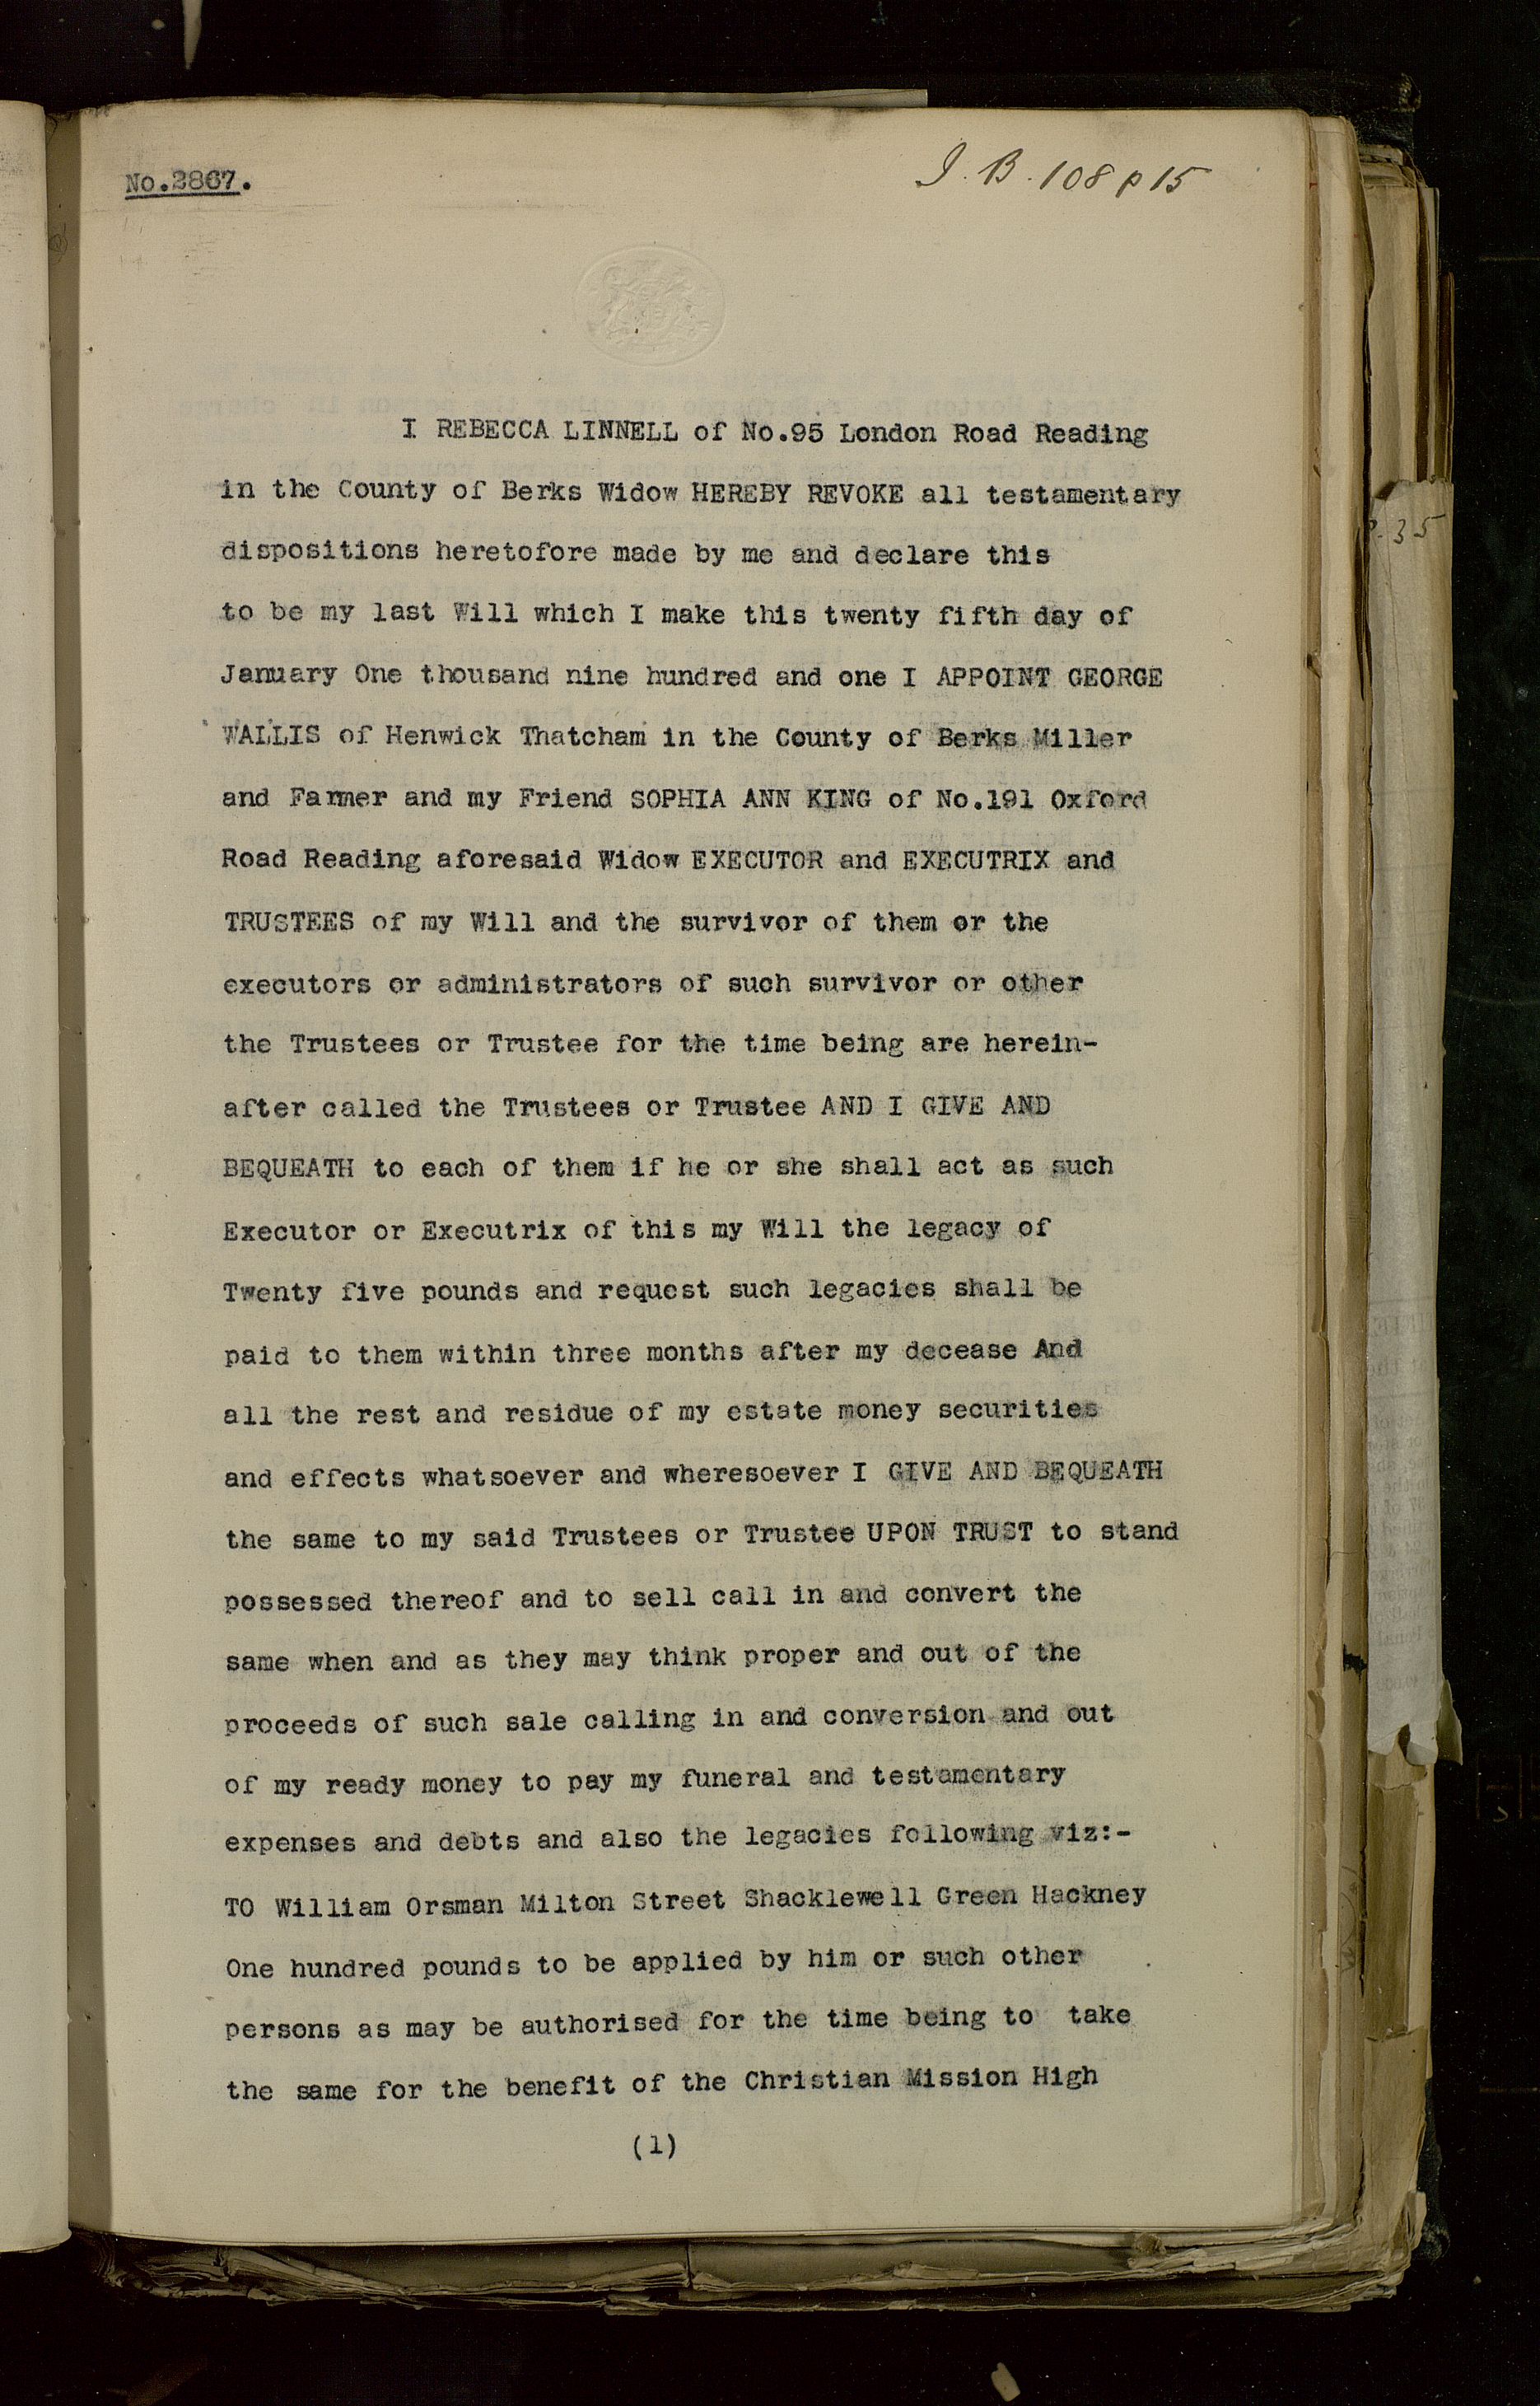 No.2867.
I. B. 108 p 15
I REBECCA LINNELL of No.95 London Road Reading
in the County of Berks Widow HEREBY REVOKE all testamentary
dispositions heretofore made by me and declare this
to be my last Will which I make this twenty fifth day of
January One thousand nine hundred and one I APPOINT GEORGE
WALLIS of Henwick Thatcham in the County of Berks Miller
and Farmer and my Friend SOPHIA ANN KING of No.191 Oxford
Road Reading aforesaid Widow EXECUTOR and EXECUTRIX and
TRUSTEES of my Will and the survivor of them or the
executors or administrators of such survivor or other
the Trustees or Trustee for the time being are herein-
after called the Trustees or Trustee AND I GIVE AND
BEQUEATH to each of them if he or she shall act as such
Executor or Executrix of this my Will the legacy of
Twenty five pounds and request such legacies shall be
paid to them within three months after my decease And
all the rest and residue of my estate money securities
and effects whatsoever and wheresoever I GIVE AND BEQUEATH
the same to my said Trustees or Trustee UPON TRUST to stand
possessed thereof and to sell call in and convert the
same when and as they may think proper and out of the
proceeds of such sale calling in and conversion and out
of my ready money to pay my funeral and testamentary
expenses and debts and also the legacies following viz:-
TO William Orsman Milton Street Shacklewell Green Hackney
One hundred pounds to be applied by him or such other
persons as may be authorised for the time being to take
the same for the benefit of the Christian Mission High
(1)
35